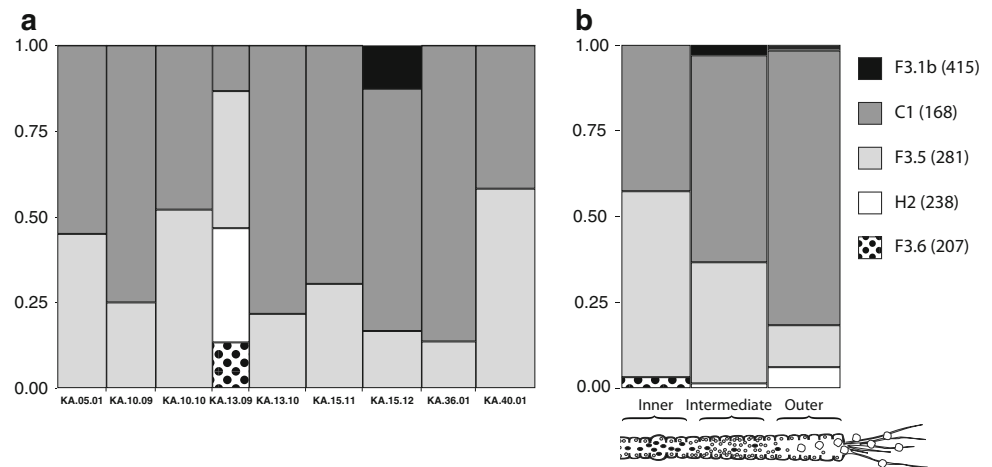 a
1.00
0.75
0.50
0.25
0.00
KA.05.01 KA.10.09 KA.10.10 KA.13.09 KA.13.10 KA.15.11 KA.15.12 KA.36.01 KA.40.01
b
1.00
0.75
0.50
0.25
0.00
Inner Intermediate Outer
F3.1b (415)
C1 (168)
F3.5 (281)
H2 (238)
F3.6 (207)